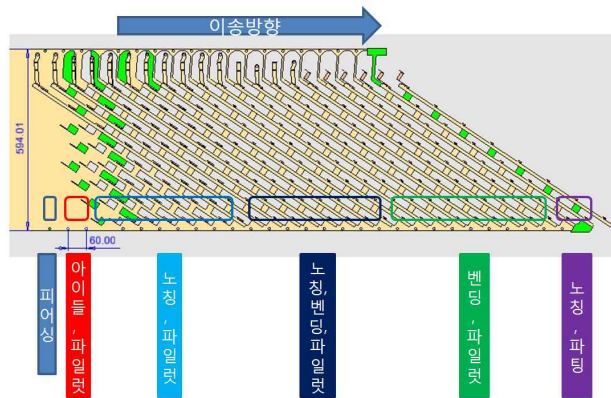 이송방향
594.01
60.00
피어싱
아이들,파일럿
노칭,파일럿
노칭,벤딩,파일럿
벤딩,파일럿
노칭,파팅